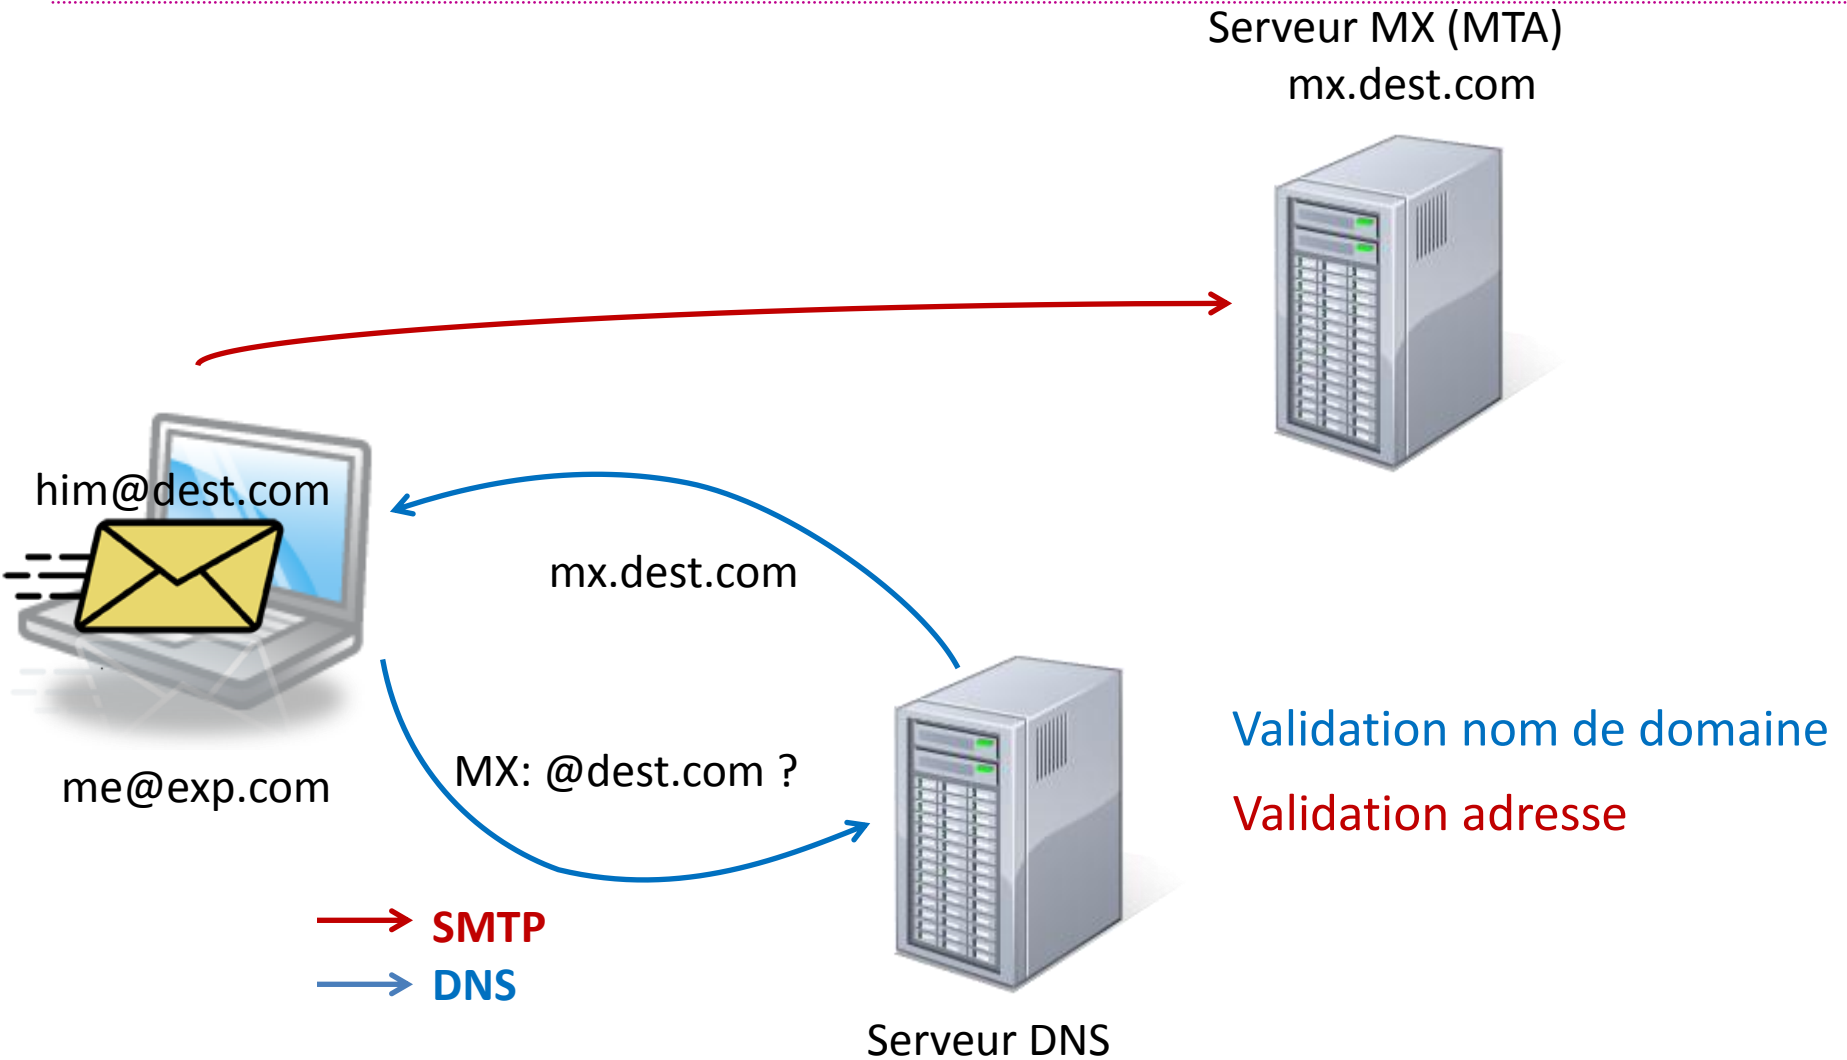 Serveur MX (MTA)
mx.dest.com
him@dest.com
mx.dest.com
me@exp.com
MX: @dest.com ?
Validation nom de domaine
Validation adresse
SMTP
DNS
Serveur DNS